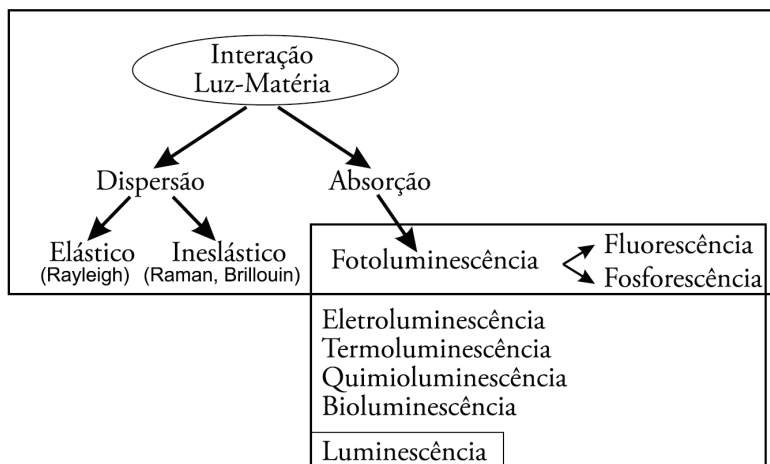 Interação
Luz-Matéria
Dispersão
Absorção
Elástico
(Rayleigh)
Ineslástico
(Raman, Brillouin)
Fotoluminescência
Fluorescência
Fosforescência
Eletroluminescência
Termoluminescência
Quimioluminescência
Bioluminescência
Luminescência